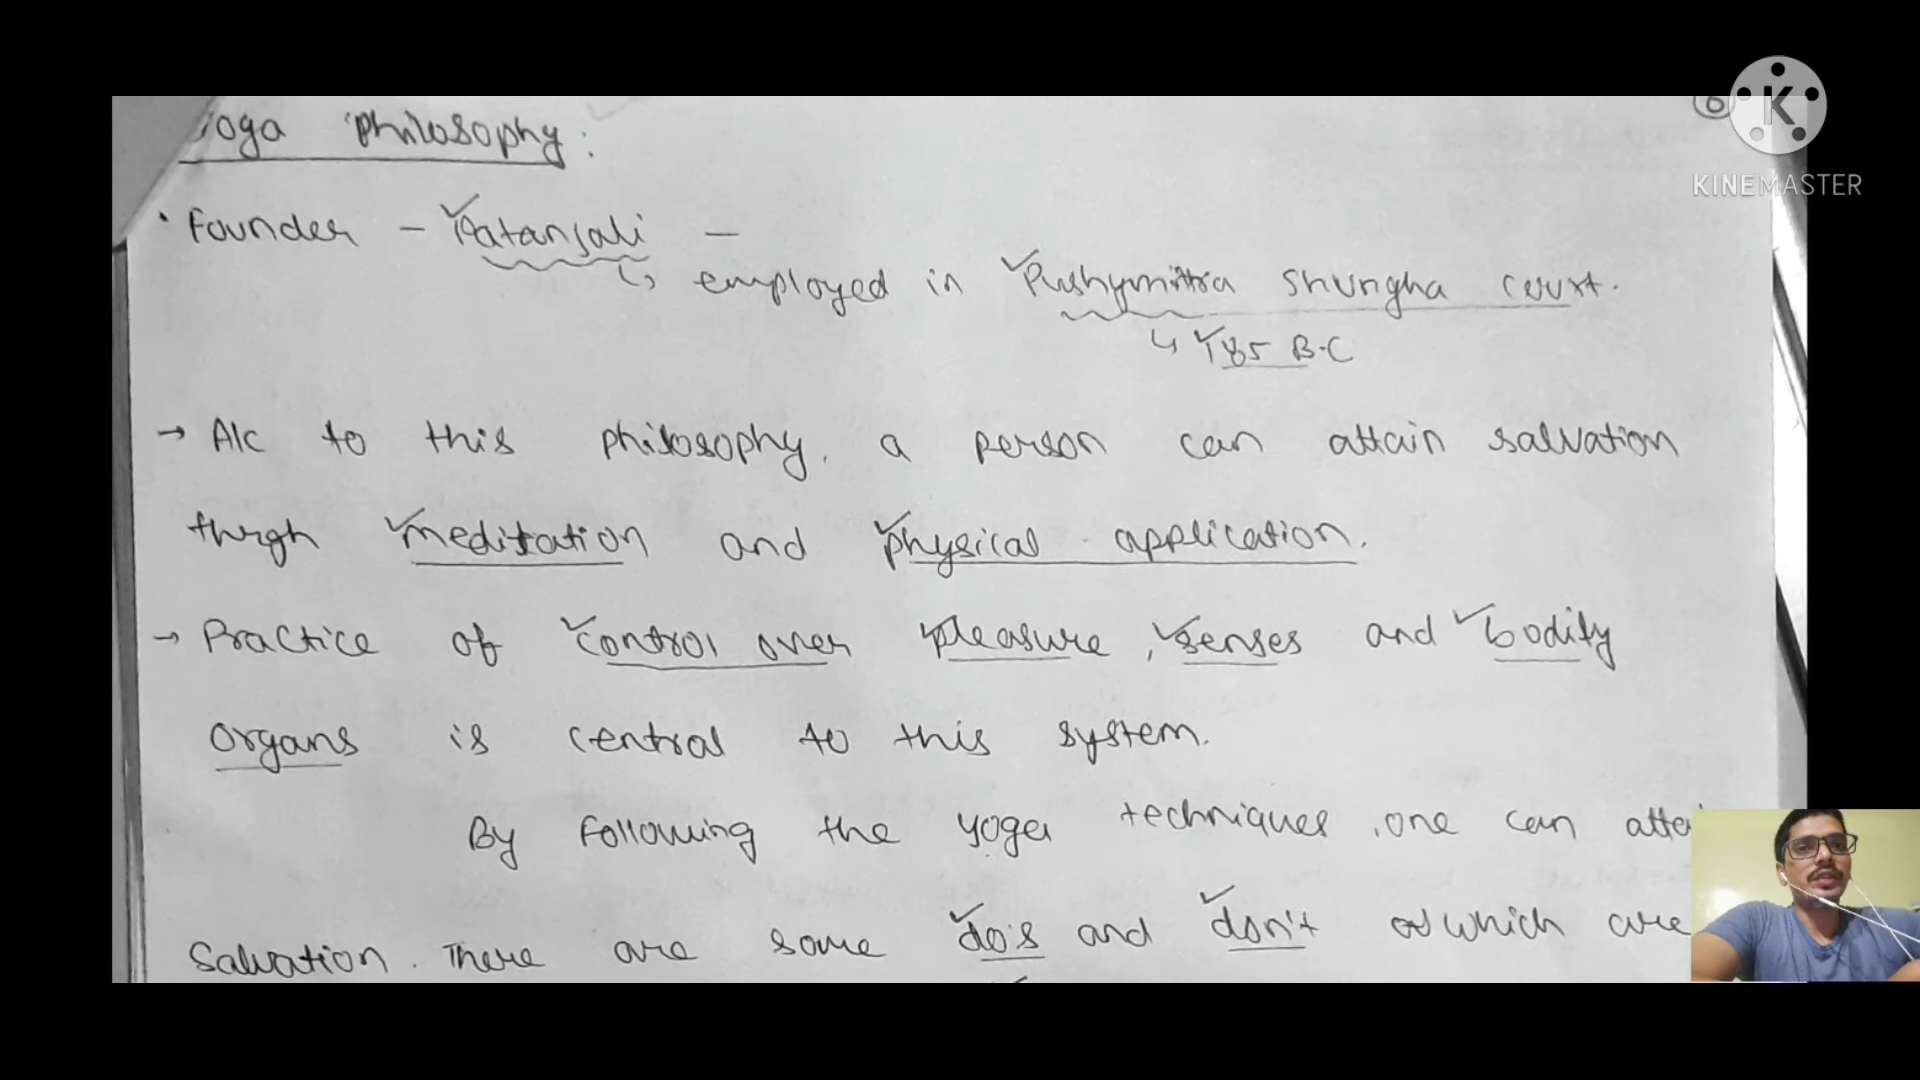 Yoga Philosophy:
6
K
KINEMASTER
• Founder - Patanjali -
↳ employed in Pushymitra Shungha court.
↳ 185 B.C
→ A/c to this philosophy, a person can attain salvation
thrgh meditation and physical application.
→ Practice of control over pleasure, senses and bodily
organs is central to this system.
By following the yoga techniques, one can
Salvation. There are some do's and don't which are